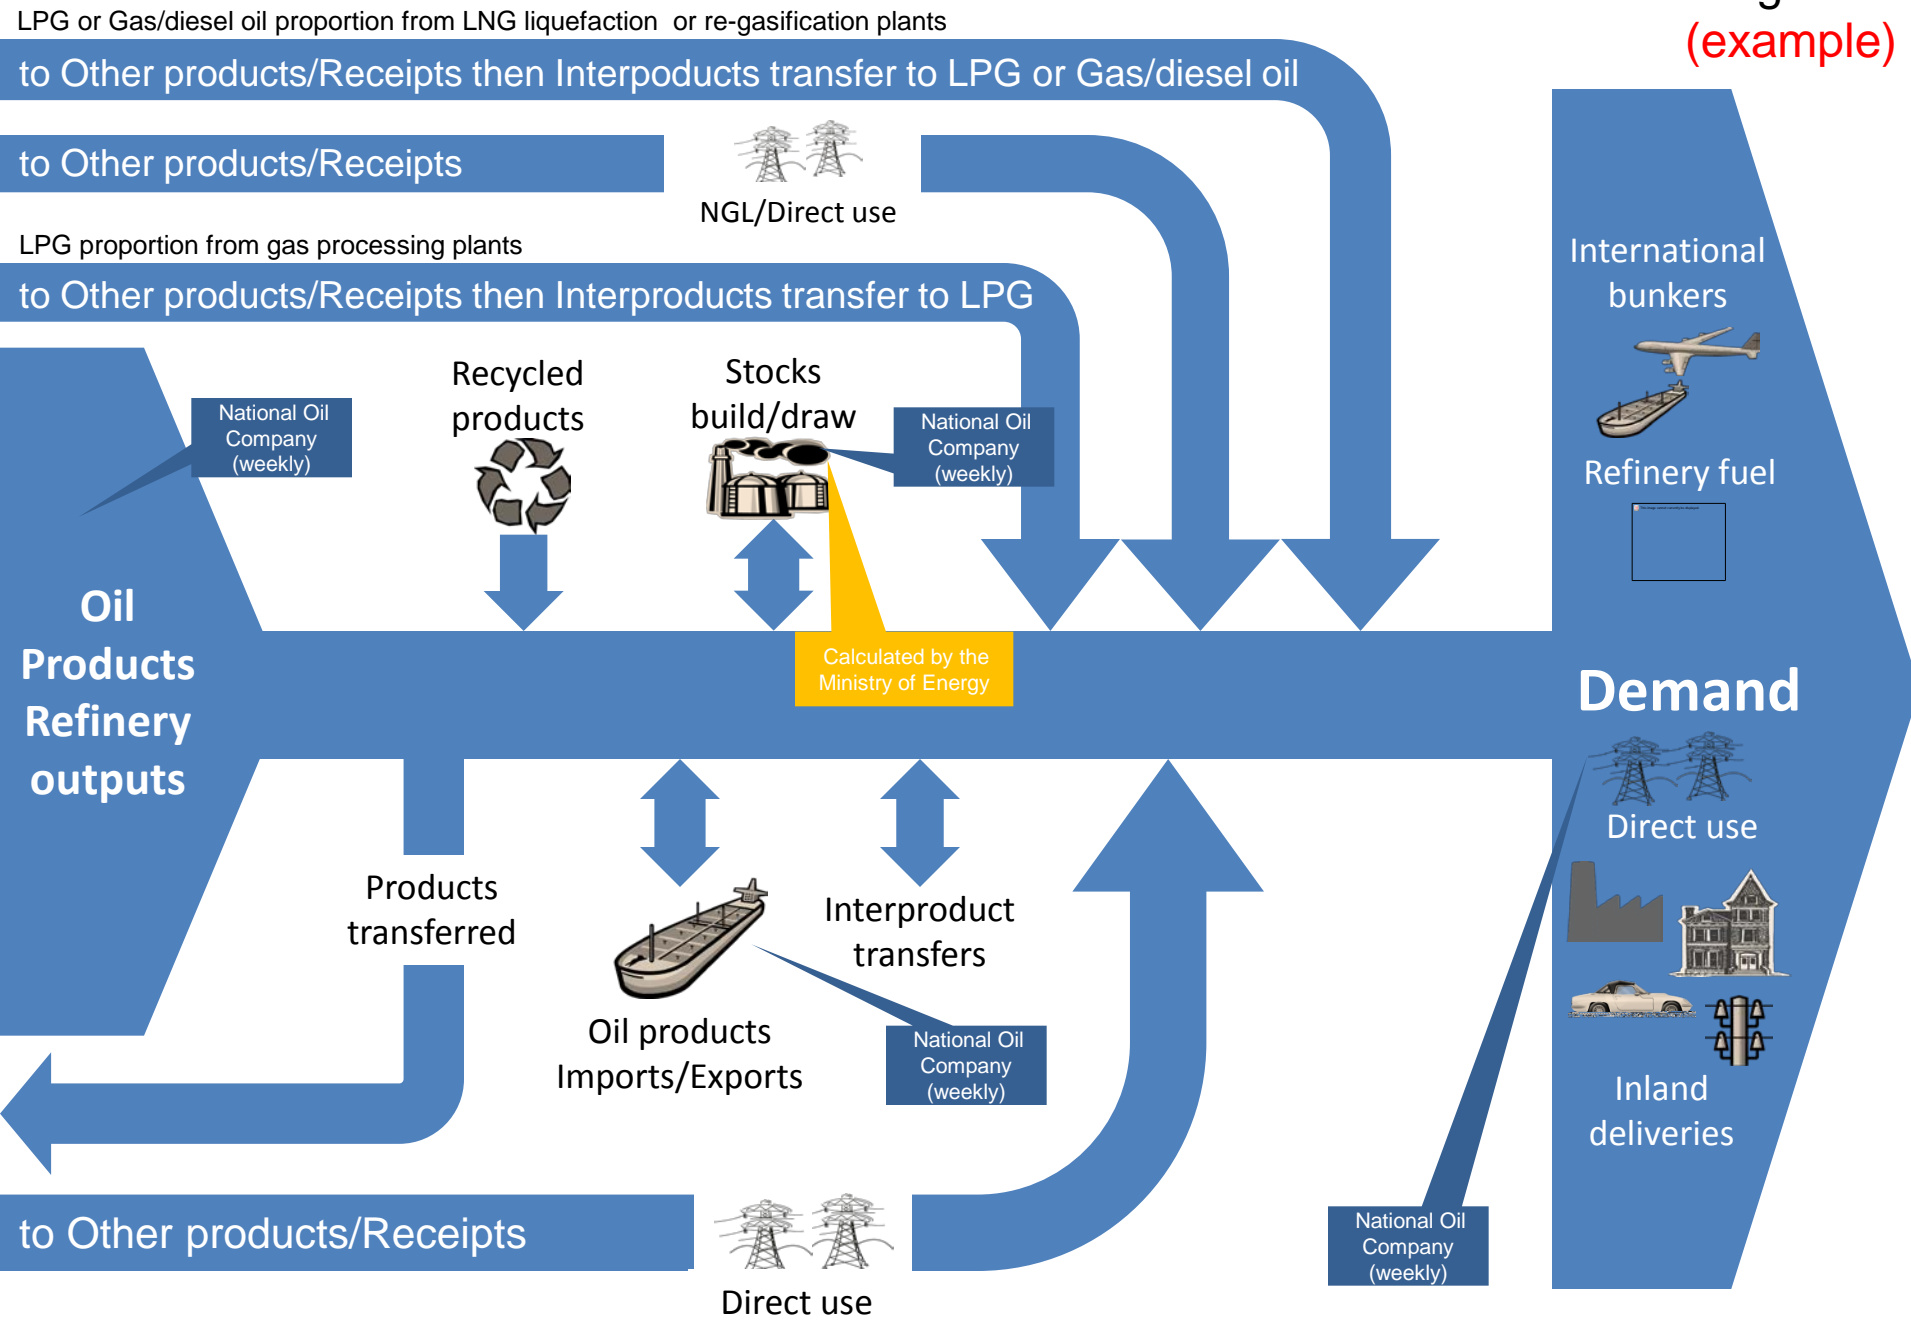 LPG or Gas/diesel oil proportion from LNG liquefaction or re-gasification plants
(example)
to Other products/Receipts then Interpoducts transfer to LPG or Gas/diesel oil
to Other products/Receipts
NGL/Direct use
LPG proportion from gas processing plants
to Other products/Receipts then Interproducts transfer to LPG
International
bunkers
Refinery fuel
Recycled
products
Stocks
build/draw
National Oil
Company
(weekly)
National Oil
Company
(weekly)
Oil
Products
Refinery
outputs
Calculated by the
Ministry of Energy
Demand
Direct use
Products
transferred
Interproduct
transfers
Oil products
Imports/Exports
National Oil
Company
(weekly)
Inland
deliveries
to Other products/Receipts
Direct use
National Oil
Company
(weekly)